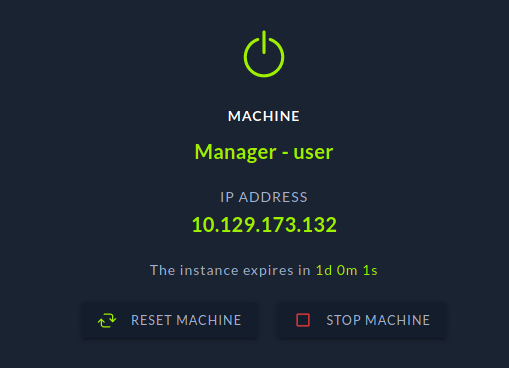 MACHINE
Manager - user
IP ADDRESS
10.129.173.132
The instance expires in 1d 0m 1s
RESET MACHINE STOP MACHINE